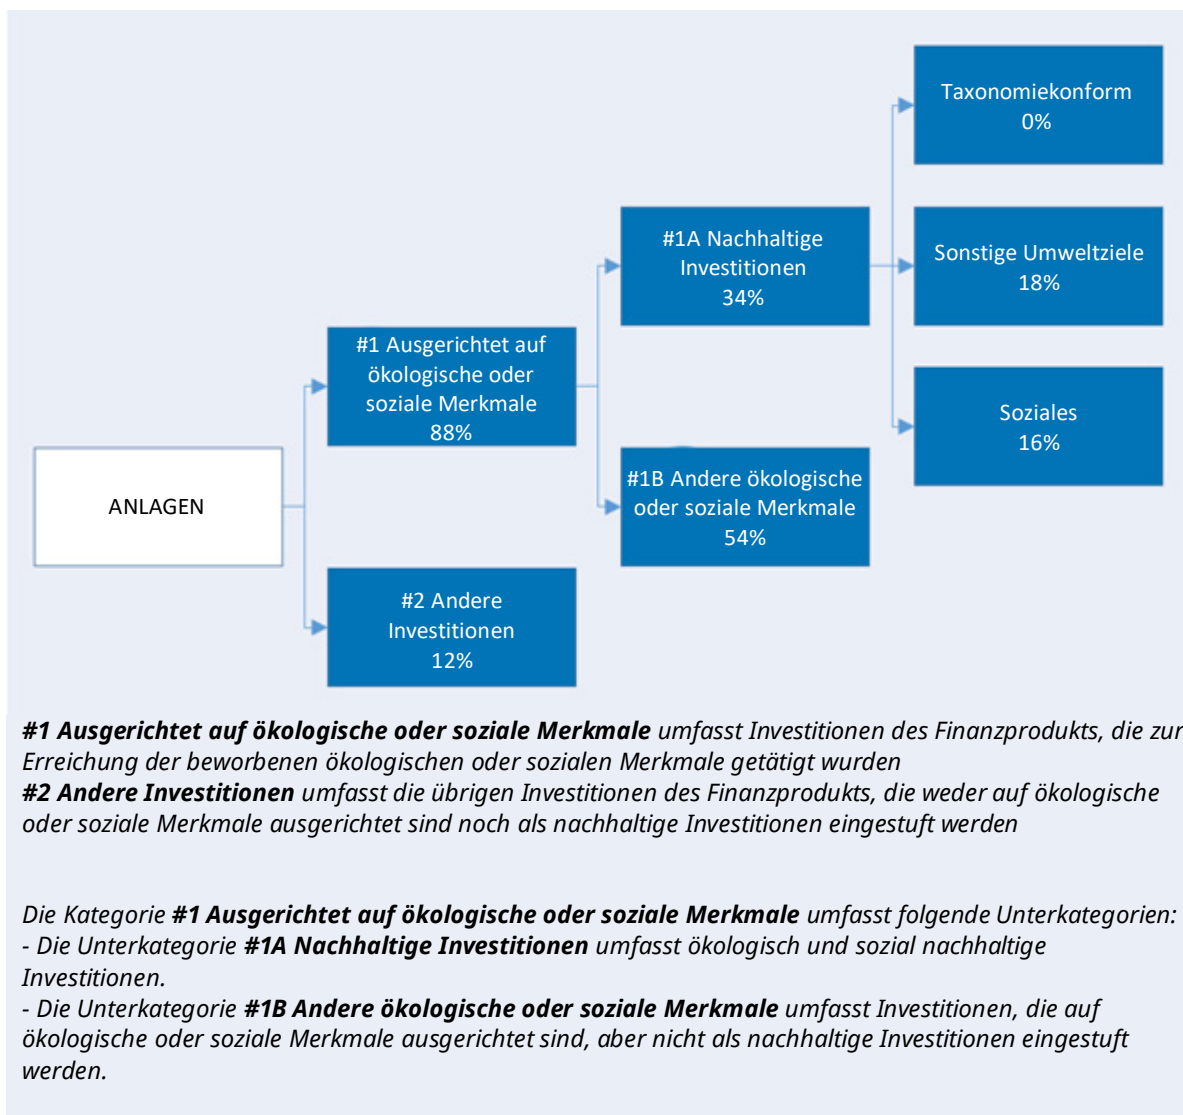 Taxonomiekonform
0%
#1A Nachhaltige
Investitionen
34%
Sonstige Umweltziele
18%
#1 Ausgerichtet auf
ökologische oder
soziale Merkmale
88%
Soziales
16%
ANLAGEN
#1B Andere ökologische
oder soziale Merkmale
54%
#2 Andere
Investitionen
12%
#1 Ausgerichtet auf ökologische oder soziale Merkmale umfasst Investitionen des Finanzprodukts, die zur
Erreichung der beworbenen ökologischen oder sozialen Merkmale getätigt wurden
#2 Andere Investitionen umfasst die übrigen Investitionen des Finanzprodukts, die weder auf ökologische
oder soziale Merkmale ausgerichtet sind noch als nachhaltige Investitionen eingestuft werden
Die Kategorie #1 Ausgerichtet auf ökologische oder soziale Merkmale umfasst folgende Unterkategorien:
- Die Unterkategorie #1A Nachhaltige Investitionen umfasst ökologisch und sozial nachhaltige
Investitionen.
- Die Unterkategorie #1B Andere ökologische oder soziale Merkmale umfasst Investitionen, die auf
ökologische oder soziale Merkmale ausgerichtet sind, aber nicht als nachhaltige Investitionen eingestuft
werden.